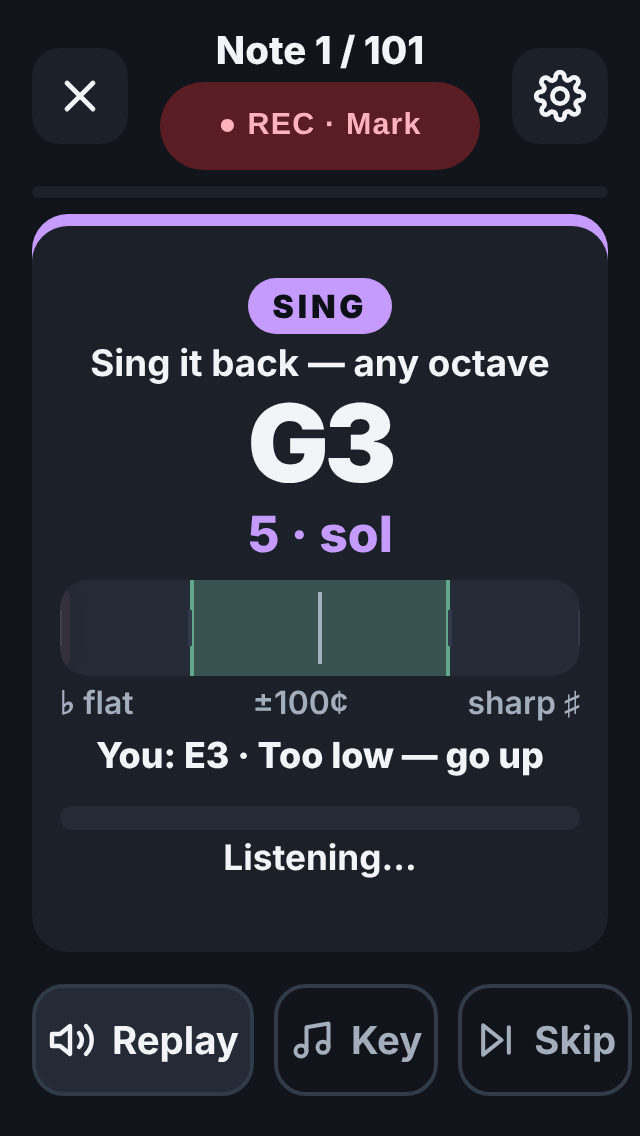 Note 1 / 101
● REC · Mark
SING
Sing it back — any octave
G3
5 · sol
♭ flat
±100¢
sharp ♯
You: E3 · Too low — go up
Listening…
Replay
Key
Skip